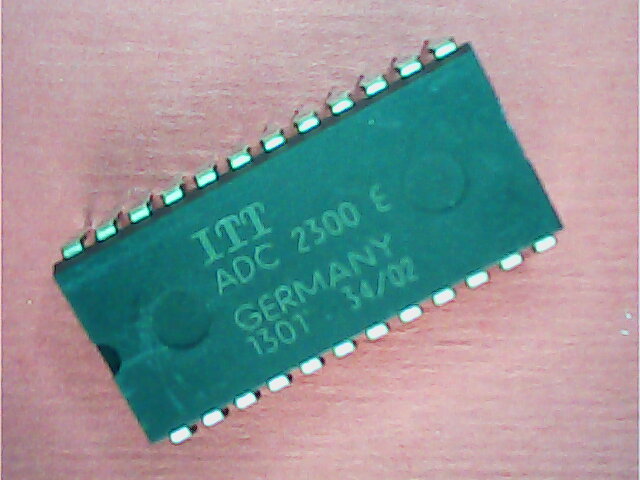 ITT
ADC 2300 E
GERMANY
1301 34/02